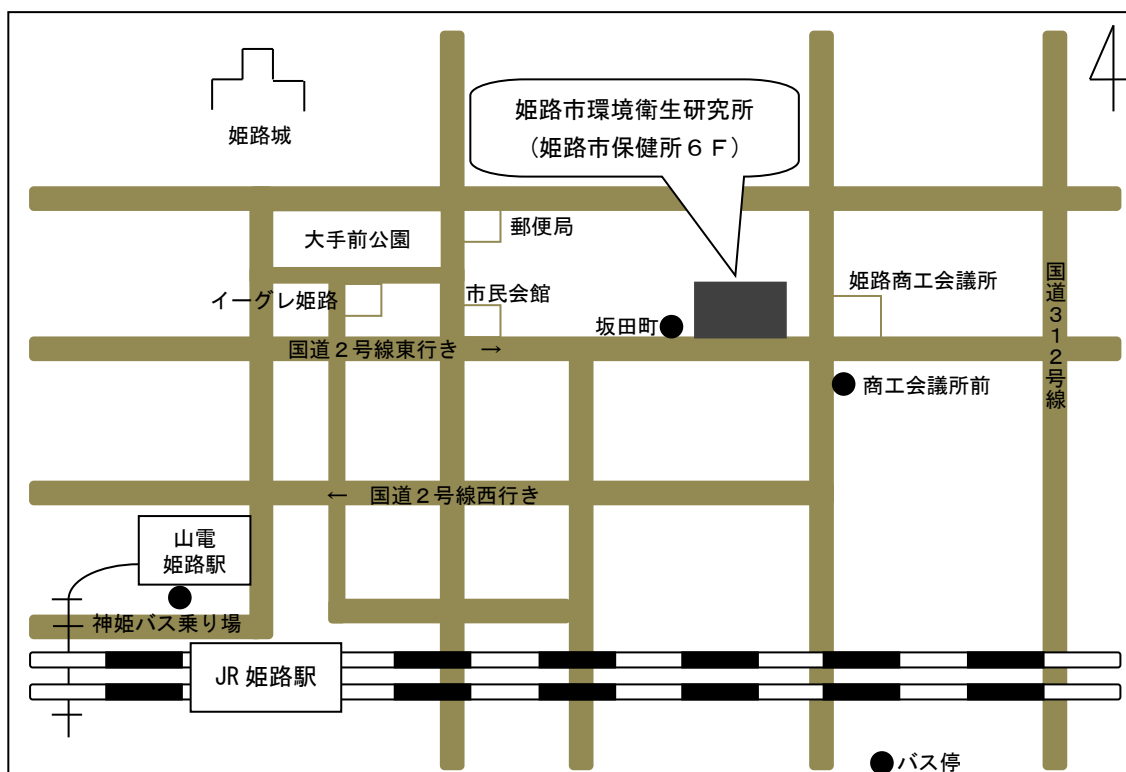 姫路市環境衛生研究所
（姫路市保健所６Ｆ）
姫路城
大手前公園
郵便局
イーグレ姫路
市民会館
坂田町
姫路商工会議所
国道３１２号線
国道２号線東行き →
商工会議所前
← 国道２号線西行き
山電
姫路駅
神姫バス乗り場
JR 姫路駅
バス停